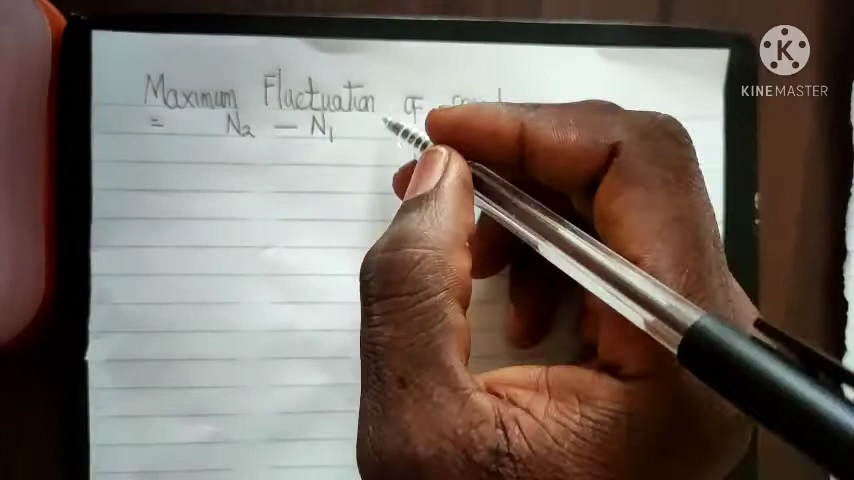 Maximum Fluctuation OF
= N₂ — N₁
KINEMASTER